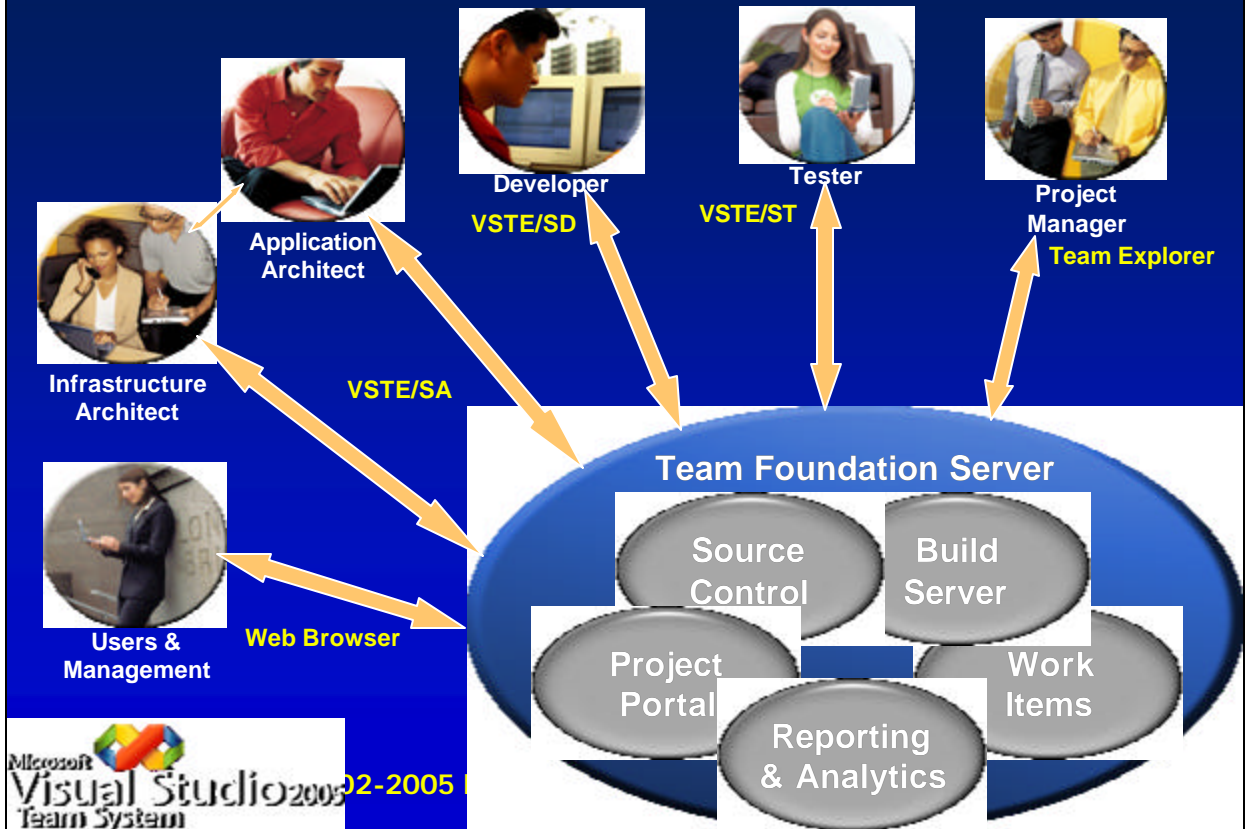 Developer
Tester
Project
Manager
VSTE/SD
VSTE/ST
Team Explorer
Application
Architect
Infrastructure
Architect
VSTE/SA
Users &
Management
Web Browser
Team Foundation Server
Source
Control
Build
Server
Project
Portal
Work
Items
Reporting
& Analytics
Microsoft
Visual Studio 2005
Team System
02-2005